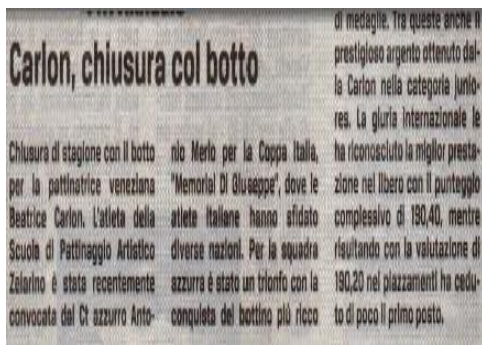 Carlon, chiusura col botto
Chiusura di stagione con il botto
per la pattinatrice veneziana
Beatrice Carlon. L'atleta della
Scuola di Pattinaggio Artistico
Zelarino è stata recentemente
convocata dal Ct azzurro Anto-
nio Merlo per la Coppa Italia,
"Memorial Di Giuseppe", dove le
atlete italiane hanno sfidato
diverse nazioni. Per la squadra
azzurra è stato un trionfo con la
conquista del bottino più ricco
di medaglie. Tra queste anche il
prestigioso argento ottenuto dal-
la Carlon nella categoria junio-
res. La giuria internazionale le
ha riconosciuto la miglior presta-
zione nel libero con il punteggio
complessivo di 190,40, mentre
risultando con la valutazione di
190,20 nei piazzamenti ha cedu-
to di poco il primo posto.